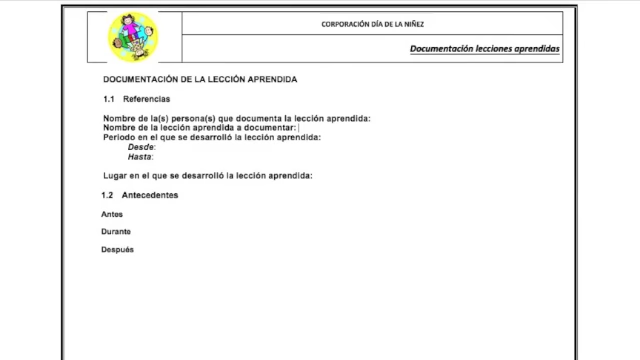 CORPORACIÓN DÍA DE LA NIÑEZ
Documentación lecciones aprendidas
DOCUMENTACIÓN DE LA LECCIÓN APRENDIDA
1.1 Referencias
Nombre de la(s) persona(s) que documenta la lección aprendida:
Nombre de la lección aprendida a documentar:
Periodo en el que se desarrolló la lección aprendida:
Desde:
Hasta:
Lugar en el que se desarrolló la lección aprendida:
1.2 Antecedentes
Antes
Durante
Después